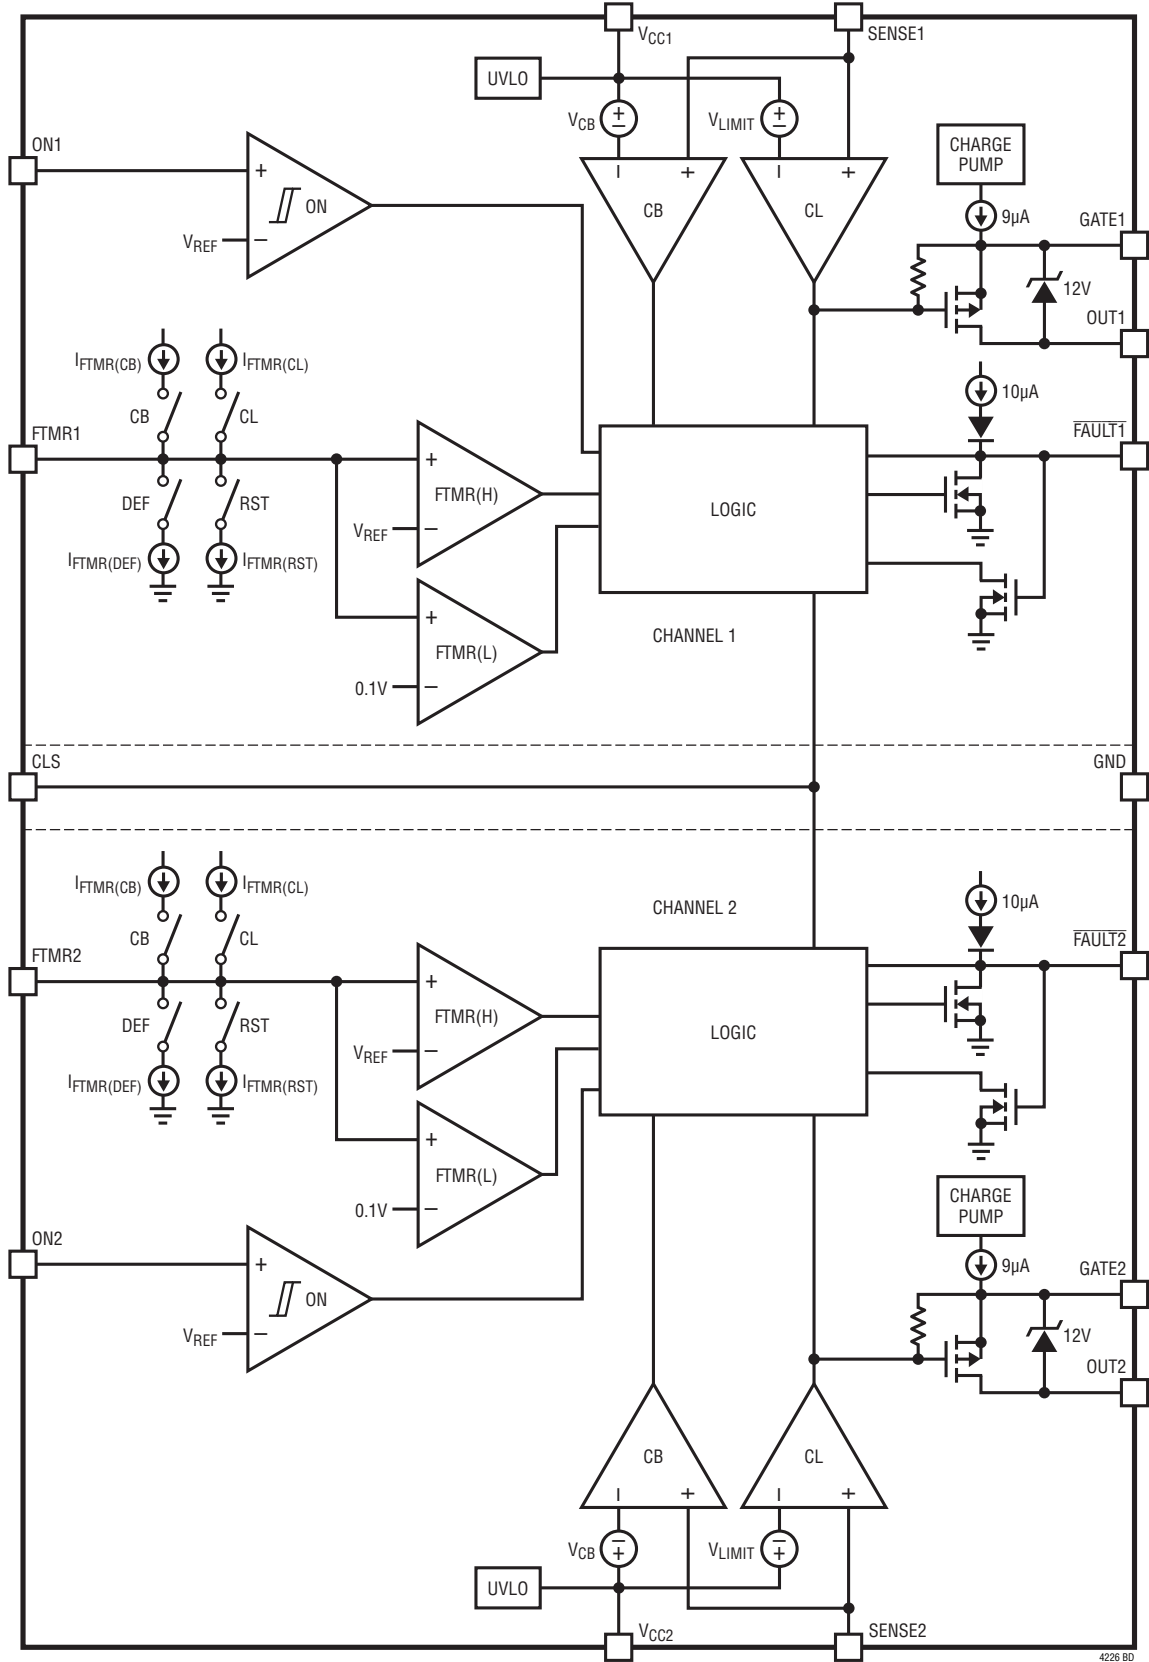 VCC1
SENSE1
UVLO
VCB
+
−
VLIMIT
+
−
ON1
+
ON
VREF
−
−
+
CB
−
+
CL
CHARGE
PUMP
9µA
GATE1
12V
OUT1
IFTMR(CB)
IFTMR(CL)
CB
CL
10µA
FTMR1
FAULT1
+
FTMR(H)
VREF
−
DEF
RST
LOGIC
IFTMR(DEF)
IFTMR(RST)
+
FTMR(L)
0.1V
−
CHANNEL 1
CLS
GND
IFTMR(CB)
IFTMR(CL)
CB
CL
CHANNEL 2
10µA
FTMR2
FAULT2
+
FTMR(H)
VREF
−
DEF
RST
LOGIC
IFTMR(DEF)
IFTMR(RST)
+
FTMR(L)
0.1V
−
CHARGE
PUMP
9µA
ON2
+
ON
VREF
−
GATE2
12V
OUT2
CB
−
+
CL
−
+
VCB
−
+
VLIMIT
−
+
UVLO
VCC2
SENSE2
4226 BD